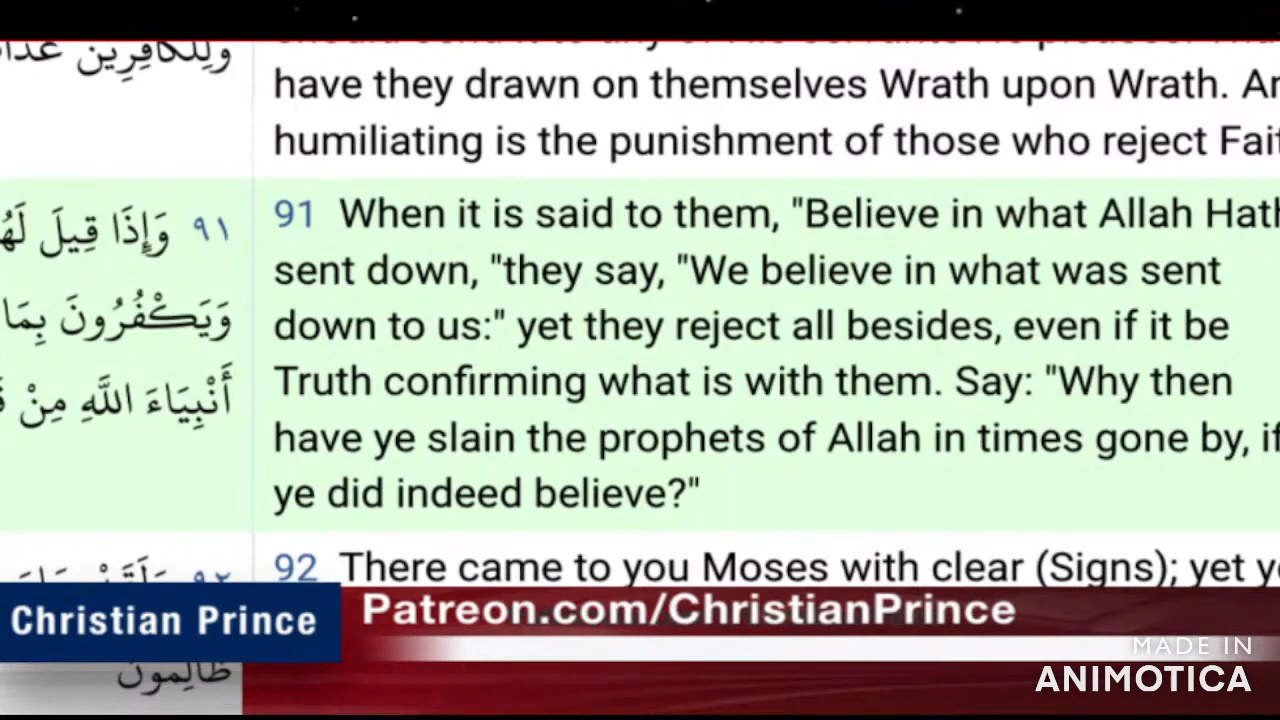 have they drawn on themselves Wrath upon Wrath. An
humiliating is the punishment of those who reject Fai
وَإِذَا قِيلَ لَهُ ٩١
91 When it is said to them, "Believe in what Allah Hath
sent down, "they say, "We believe in what was sent
وَيَكْفُرُونَ بِمَا
down to us:" yet they reject all besides, even if it be
Truth confirming what is with them. Say: "Why then
أَنْبِيَاءَ اللَّهِ مِنْ قَ
have ye slain the prophets of Allah in times gone by, if
ye did indeed believe?"
92 There came to you Moses with clear (Signs); yet ye
Christian Prince
Patreon.com/ChristianPrince
MADE IN
ANIMOTICA
ظَالِمُونَ